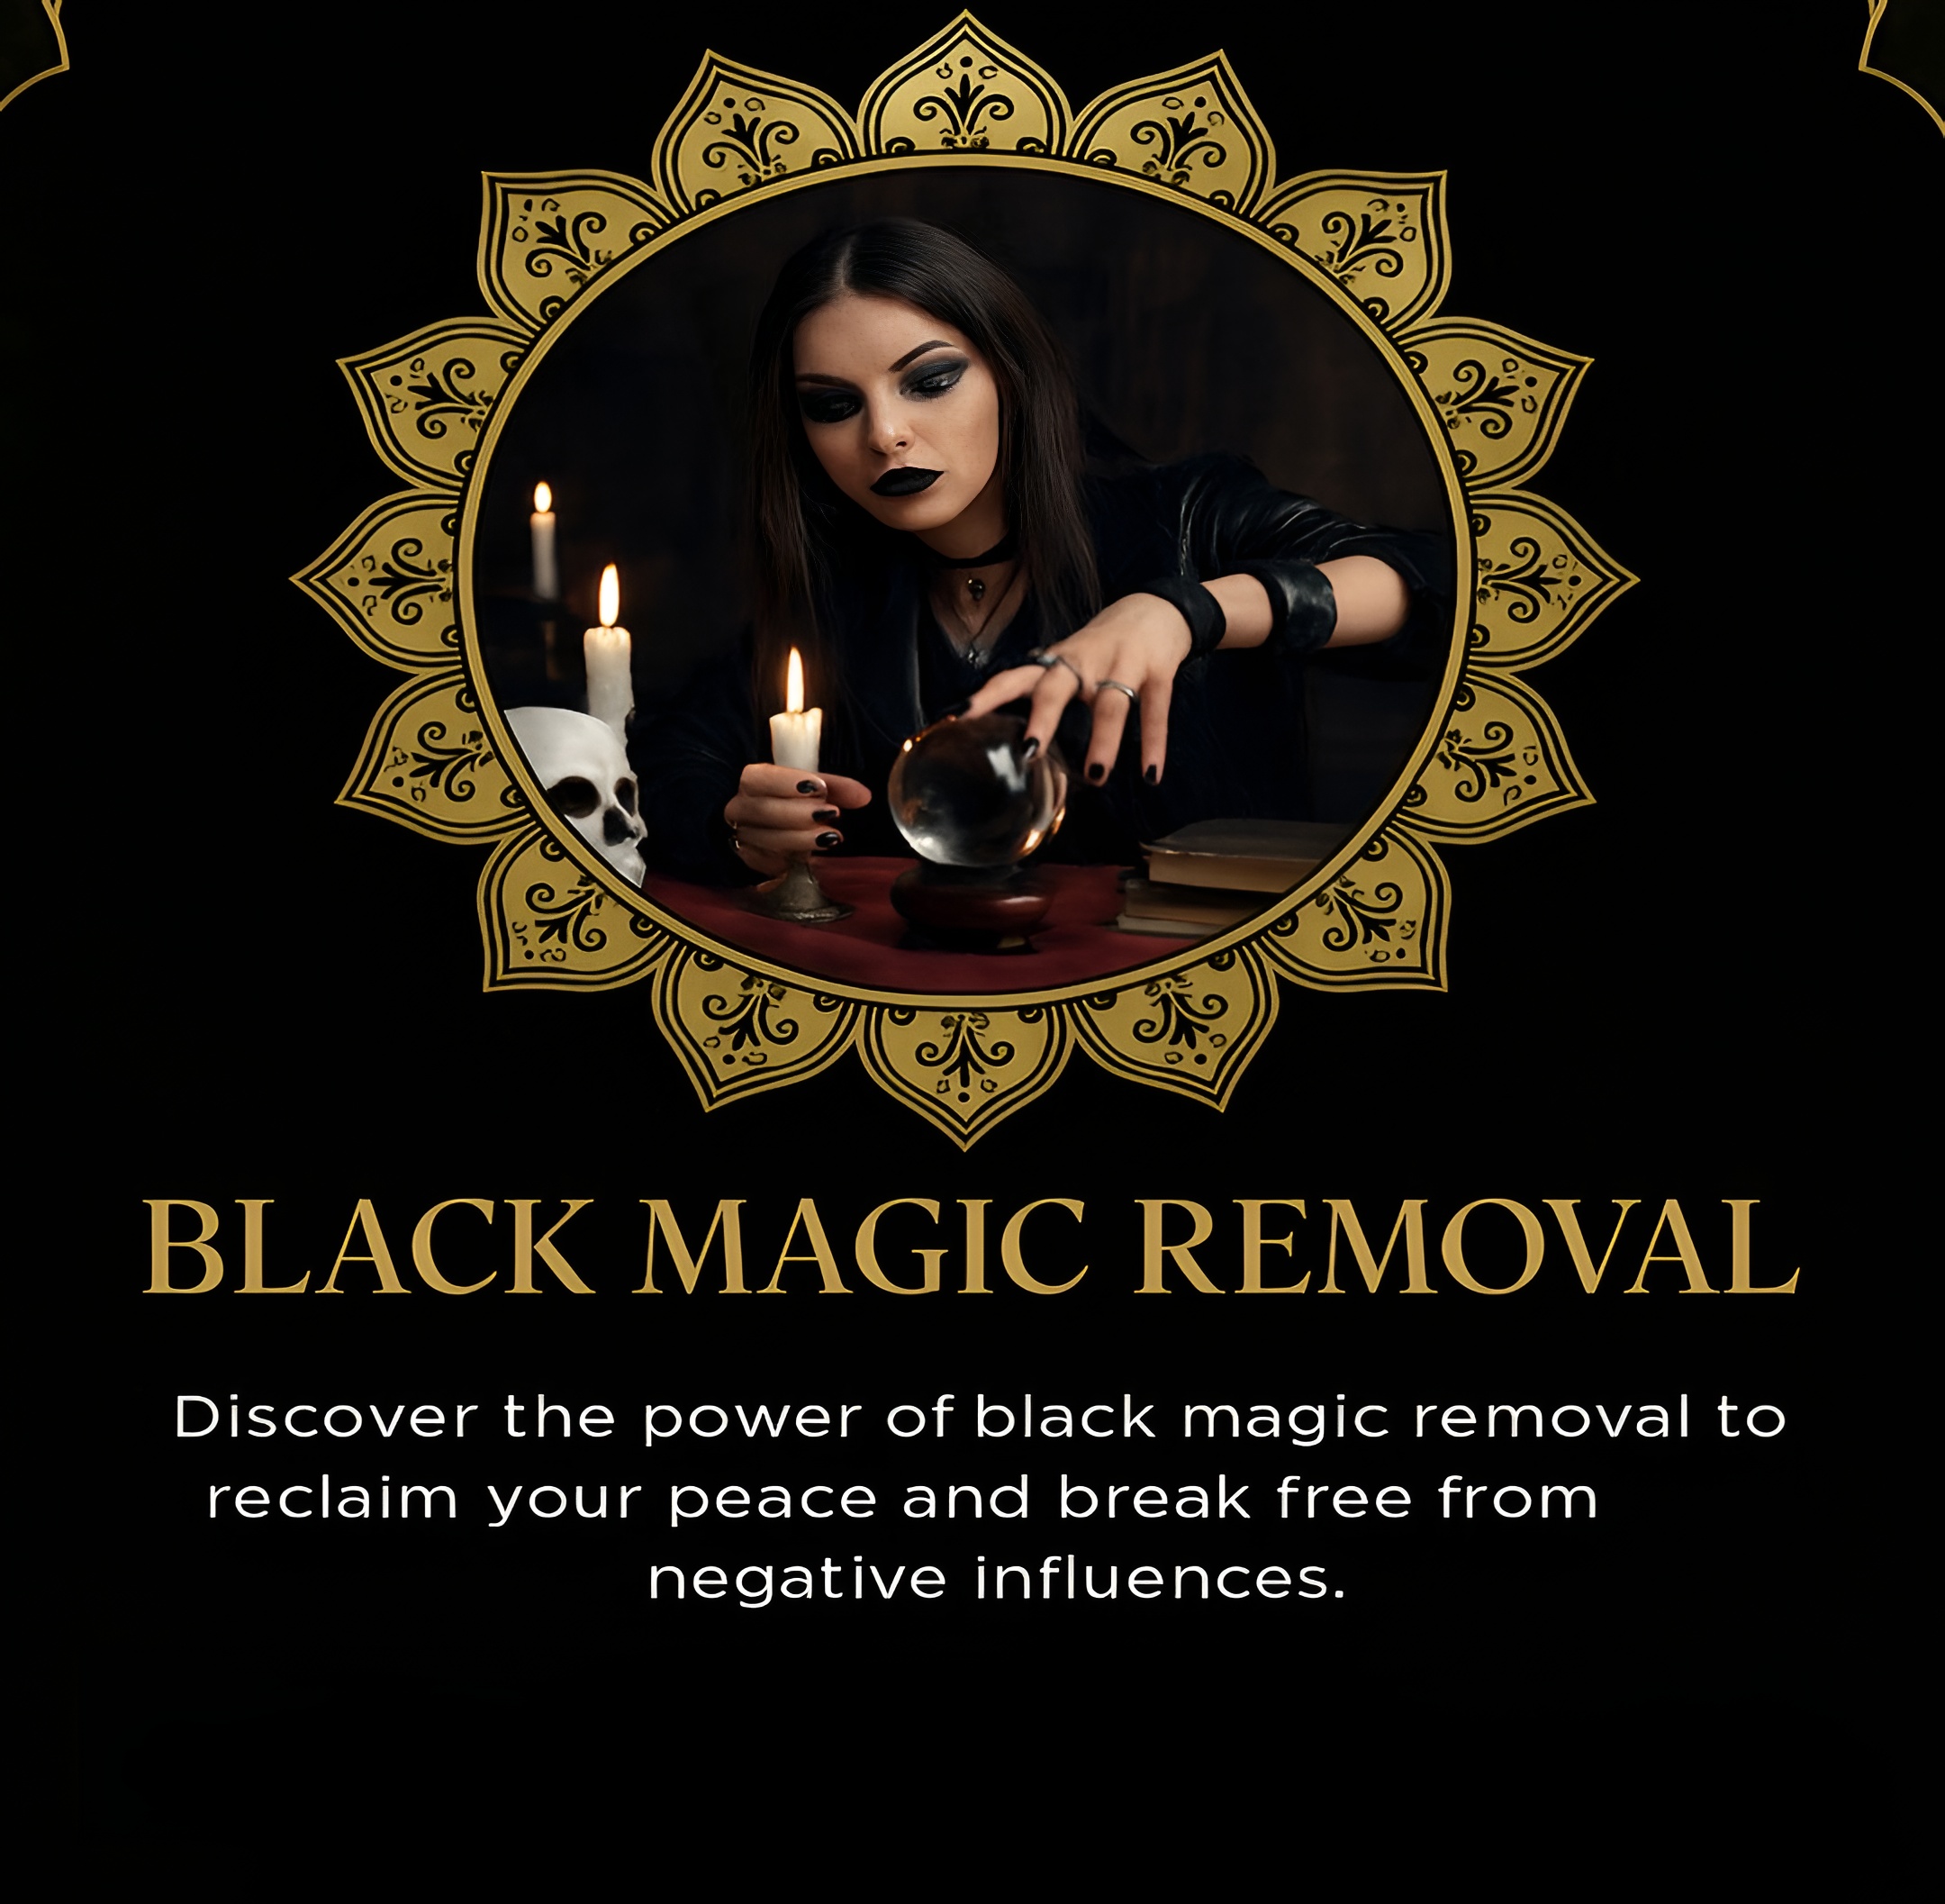 BLACK MAGIC REMOVAL
Discover the power of black magic removal to
reclaim your peace and break free from
negative influences.